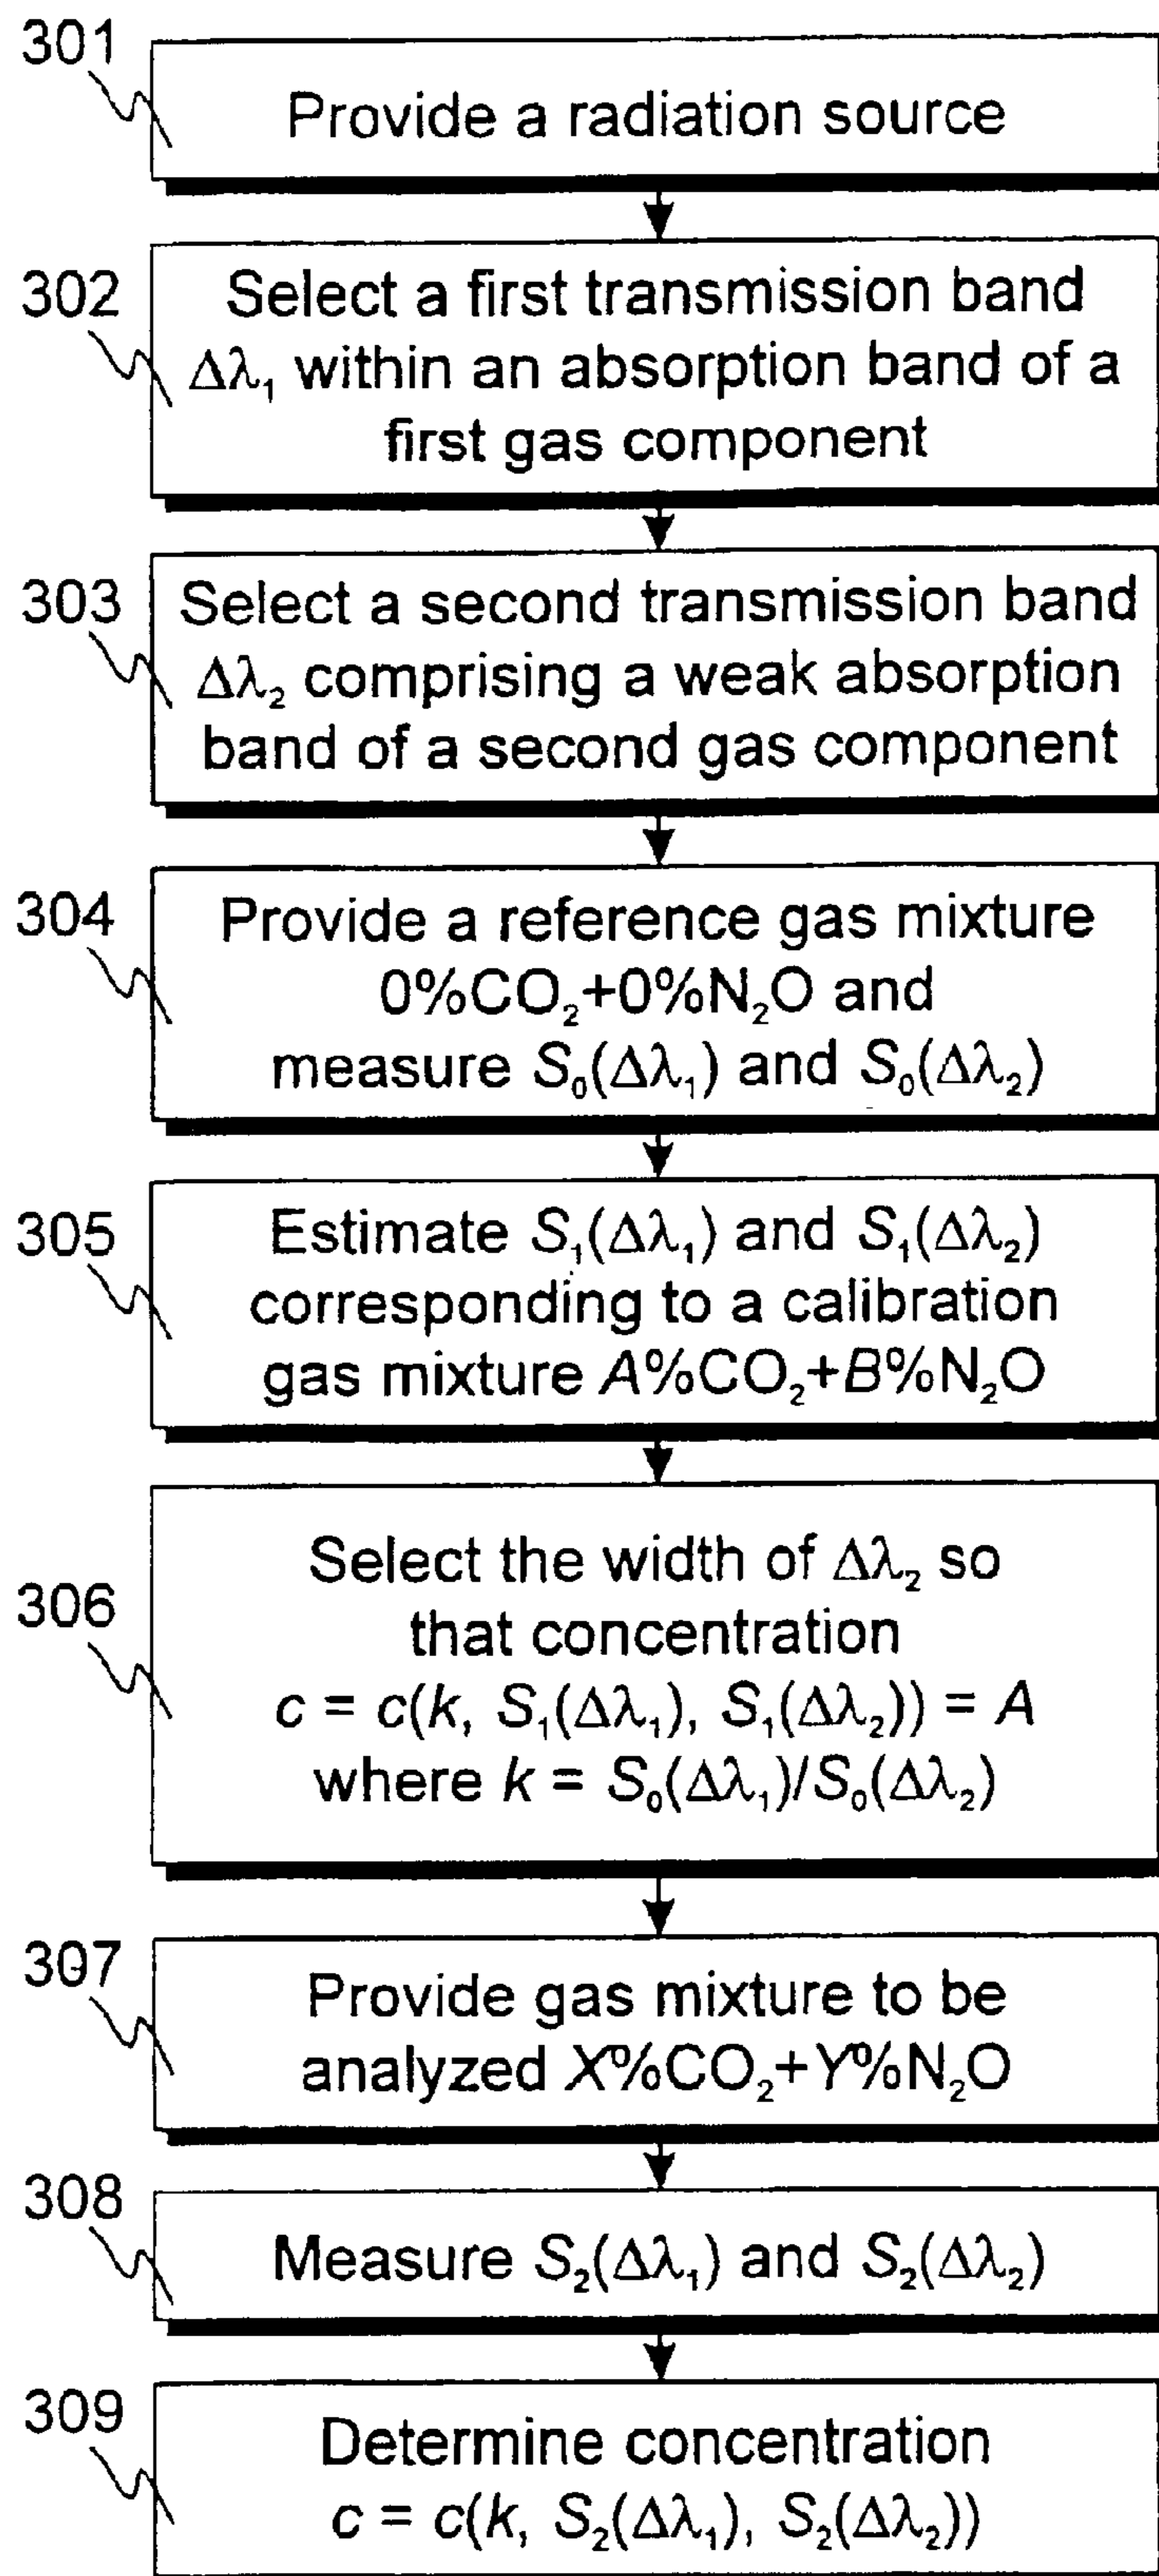 301
Provide a radiation source
302
Select a first transmission band
Δλ₁ within an absorption band of a
first gas component
303
Select a second transmission band
Δλ₂ comprising a weak absorption
band of a second gas component
304
Provide a reference gas mixture
0%CO₂+0%N₂O and
measure S₀(Δλ₁) and S₀(Δλ₂)
305
Estimate S₁(Δλ₁) and S₁(Δλ₂)
corresponding to a calibration
gas mixture A%CO₂+B%N₂O
306
Select the width of Δλ₂ so
that concentration
c = c(k, S₁(Δλ₁), S₁(Δλ₂)) = A
where k = S₀(Δλ₁)/S₀(Δλ₂)
307
Provide gas mixture to be
analyzed X%CO₂+Y%N₂O
308
Measure S₂(Δλ₁) and S₂(Δλ₂)
309
Determine concentration
c = c(k, S₂(Δλ₁), S₂(Δλ₂))